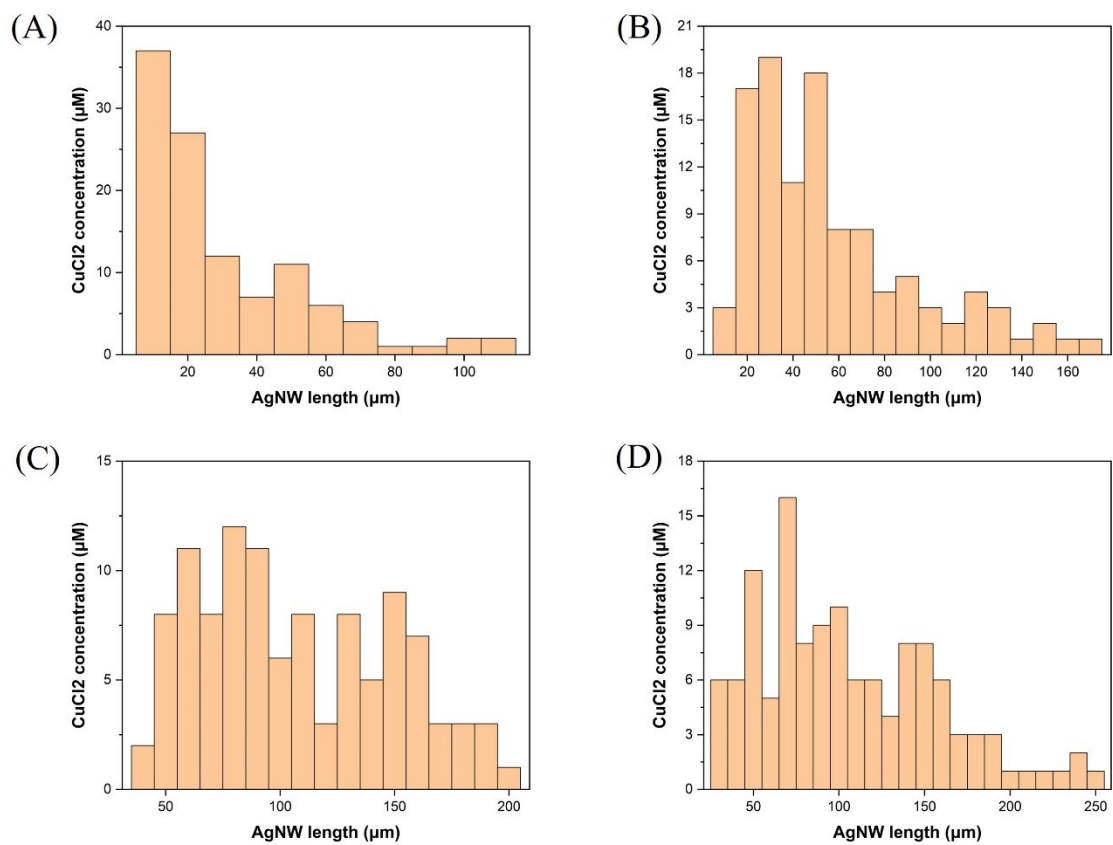 (A)
CuCl2 concentration (µM)
40
30
20
10
0
20 40 60 80 100
AgNW length (µm)
(B)
CuCl2 concentration (µM)
21
18
15
12
9
6
3
0
20 40 60 80 100 120 140 160
AgNW length (µm)
(C)
CuCl2 concentration (µM)
15
10
5
0
50 100 150 200
AgNW length (µm)
(D)
CuCl2 concentration (µM)
18
15
12
9
6
3
0
50 100 150 200 250
AgNW length (µm)